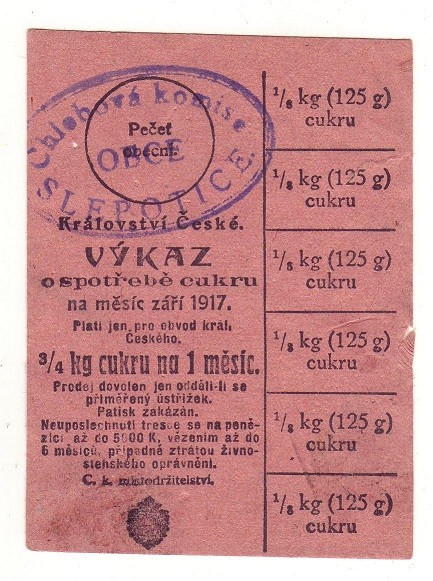 Chlebová komise
OBCE
SLEPOTICE
Pečeť
obecní.
Království České.
VÝKAZ
o spotřebě cukru
na měsíc září 1917.
Platí jen pro obvod král.
Českého.
3/4 kg cukru na 1 měsíc.
Prodej dovolen jen oddělí-li se
přiměřený ústřižek.
Patisk zakázán.
Neuposlechnutí tresce se na peně-
zích až do 5000 K, vězením až do
6 měsíců, případně ztrátou živno-
stenského oprávnění.
C. k. místodržitelství.
1/8 kg (125 g)
cukru
1/8 kg (125 g)
cukru
1/8 kg (125 g)
cukru
1/8 kg (125 g)
cukru
1/8 kg (125 g)
cukru
1/8 kg (125 g)
cukru